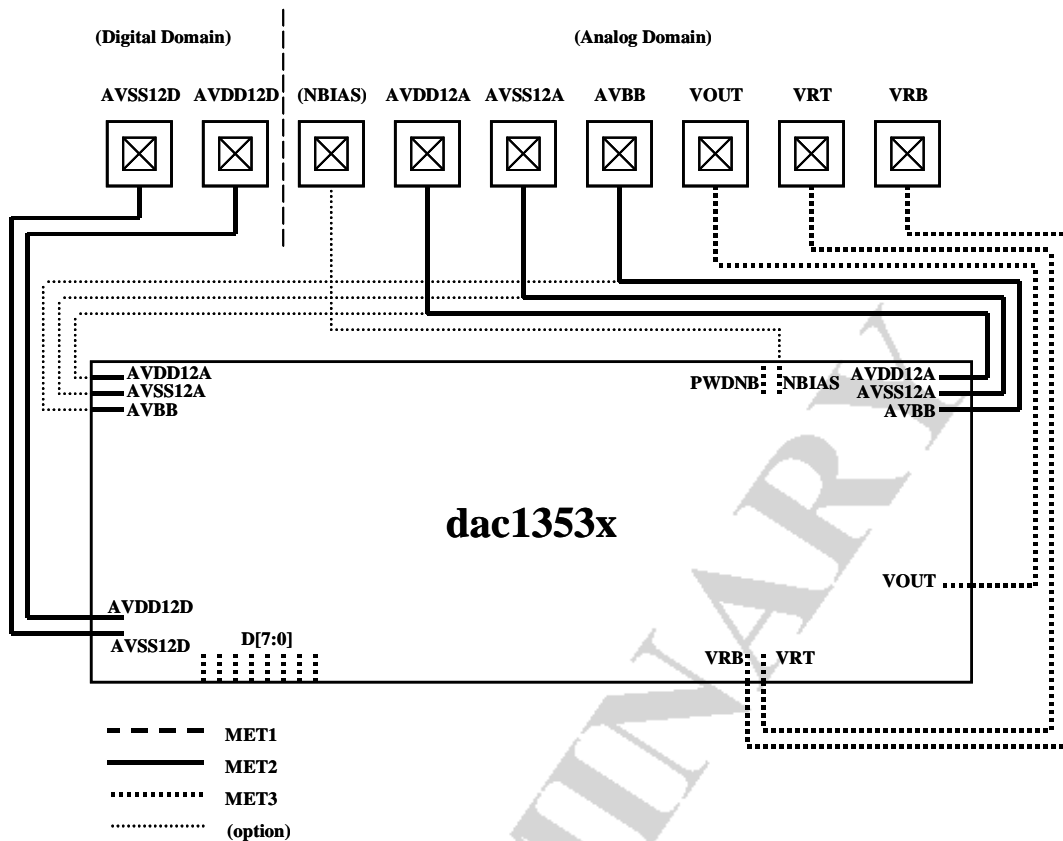 (Digital Domain) (Analog Domain)
AVSS12D AVDD12D (NBIAS) AVDD12A AVSS12A AVBB VOUT VRT VRB
AVDD12A PWDNB NBIAS AVDD12A
AVSS12A AVSS12A
AVBB AVBB
dac1353x
VOUT
AVDD12D
AVSS12D D[7:0] VRB VRT
MET1
MET2
MET3
(option)
MINARY